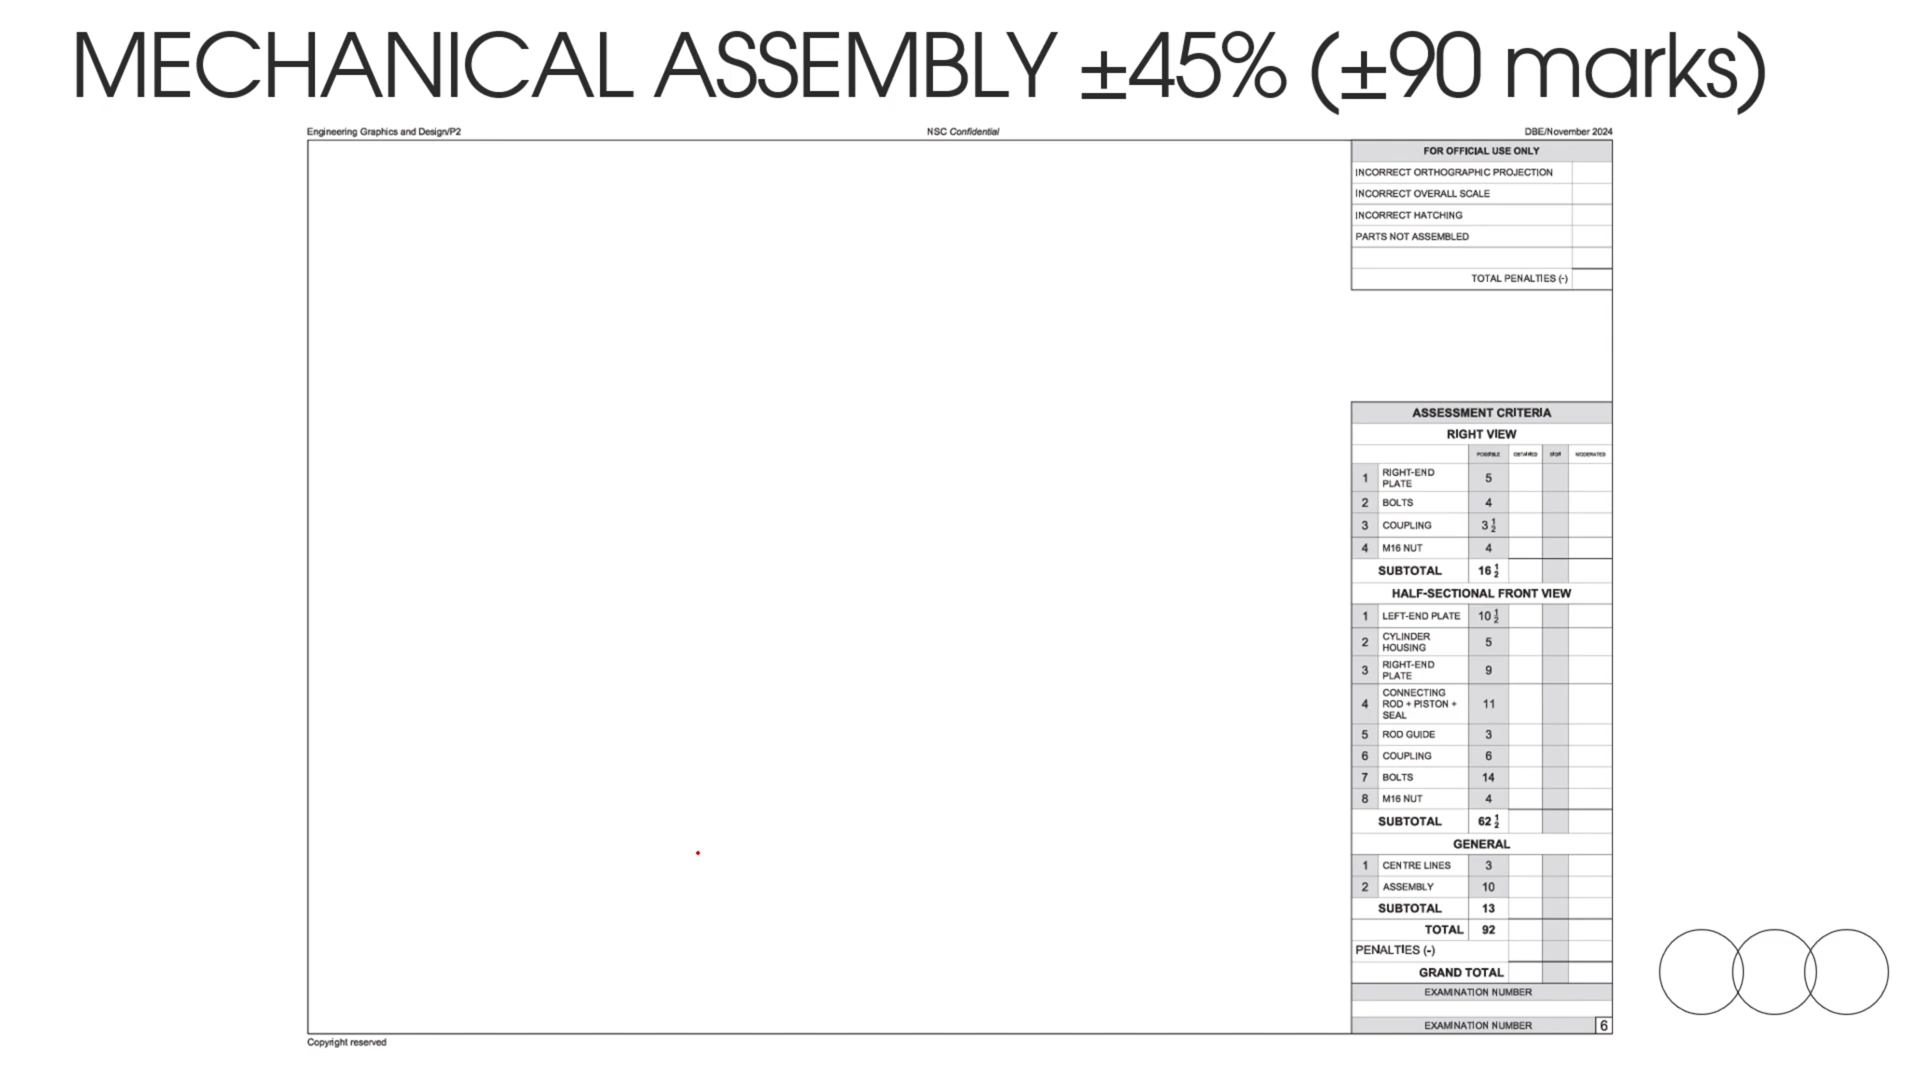 MECHANICAL ASSEMBLY ±45% (±90 marks)
Engineering Graphics and Design/P2 NSC Confidential DBE/November 2024
FOR OFFICIAL USE ONLY
INCORRECT ORTHOGRAPHIC PROJECTION
INCORRECT OVERALL SCALE
INCORRECT HATCHING
PARTS NOT ASSEMBLED
TOTAL PENALTIES (-)
ASSESSMENT CRITERIA
RIGHT VIEW
POSSIBLE OBTAINED SIGN MODERATED
1 RIGHT-END PLATE 5
2 BOLTS 4
3 COUPLING 3 1/2
4 M16 NUT 4
SUBTOTAL 16 1/2
HALF-SECTIONAL FRONT VIEW
1 LEFT-END PLATE 10 1/2
2 CYLINDER HOUSING 5
3 RIGHT-END PLATE 9
4 CONNECTING ROD + PISTON + SEAL 11
5 ROD GUIDE 3
6 COUPLING 6
7 BOLTS 14
8 M16 NUT 4
SUBTOTAL 62 1/2
GENERAL
1 CENTRE LINES 3
2 ASSEMBLY 10
SUBTOTAL 13
TOTAL 92
PENALTIES (-)
GRAND TOTAL
EXAMINATION NUMBER
EXAMINATION NUMBER 6
Copyright reserved